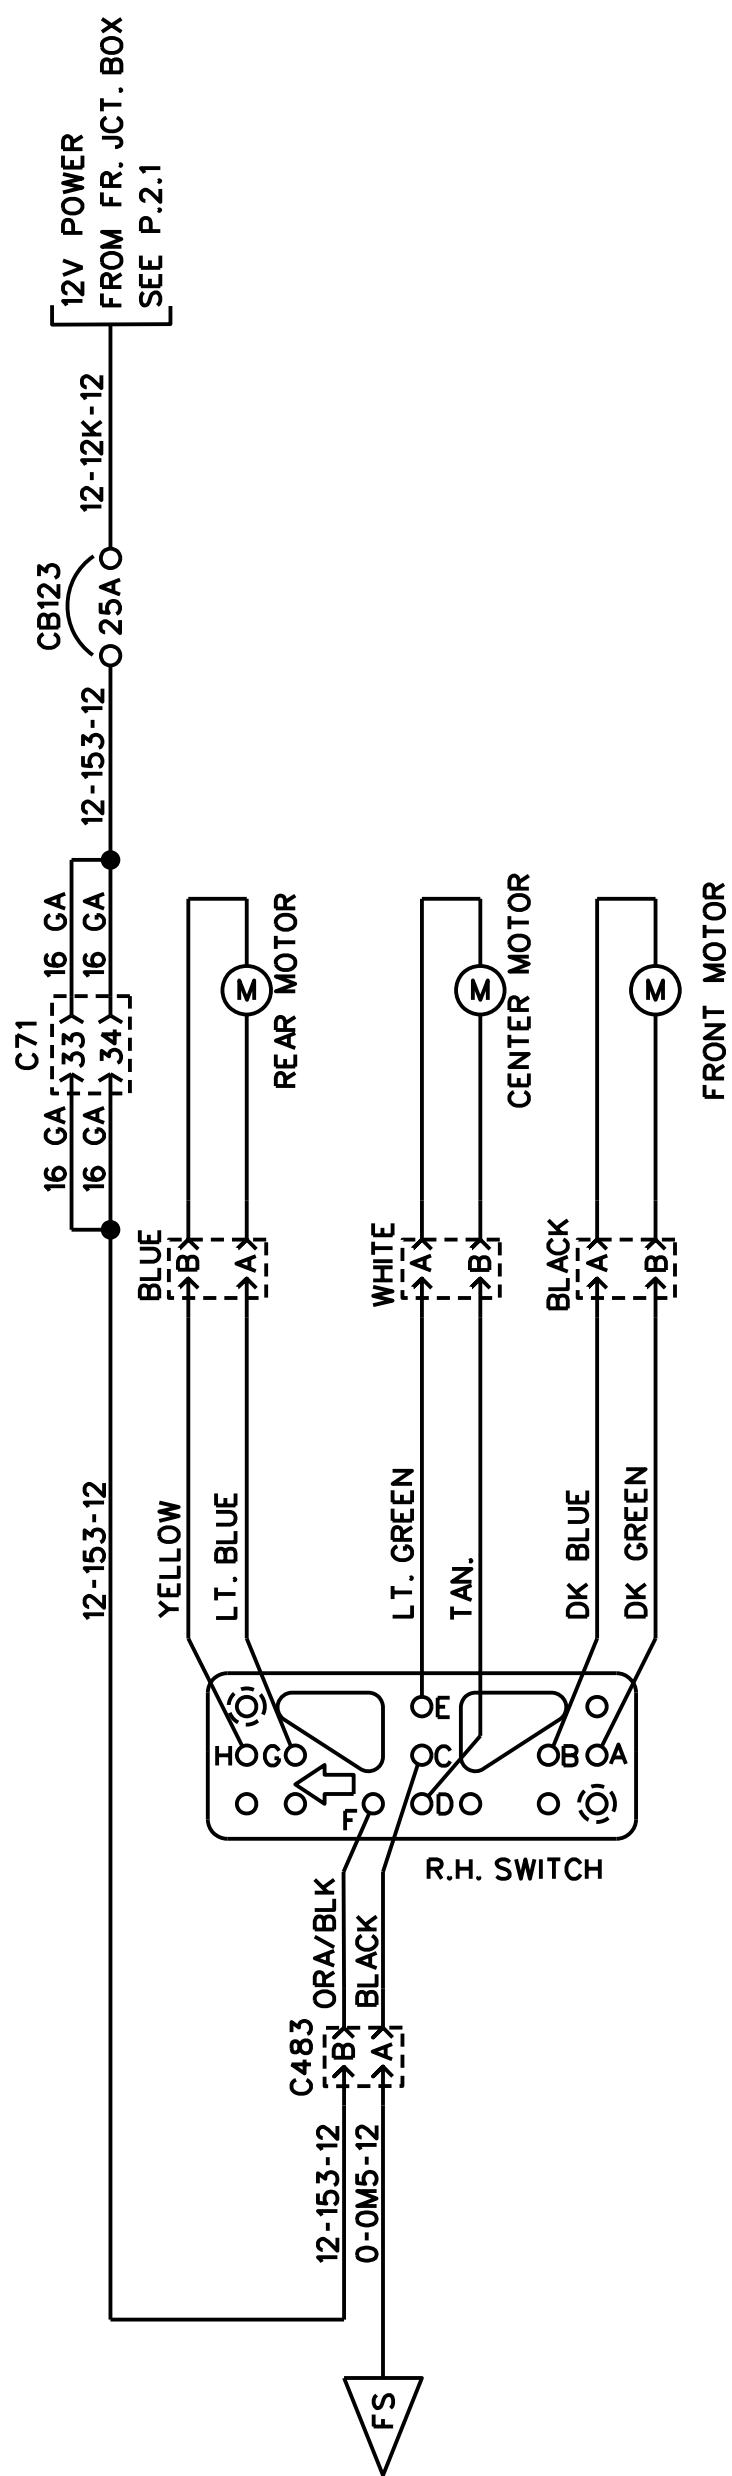 12V POWER
FROM FR. JCT. BOX
SEE P.2.1
12-12K-12
CB123
25A
12-153-12
16 GA
16 GA
C71
33
34
16 GA
16 GA
12-153-12
M
REAR MOTOR
M
CENTER MOTOR
M
FRONT MOTOR
BLUE
B
A
WHITE
A
B
BLACK
A
B
YELLOW
LT. BLUE
LT. GREEN
TAN.
DK BLUE
DK GREEN
E
H
G
C
B
A
F
D
R.H. SWITCH
ORA/BLK
BLACK
C483
B
A
12-153-12
0-0M5-12
FS